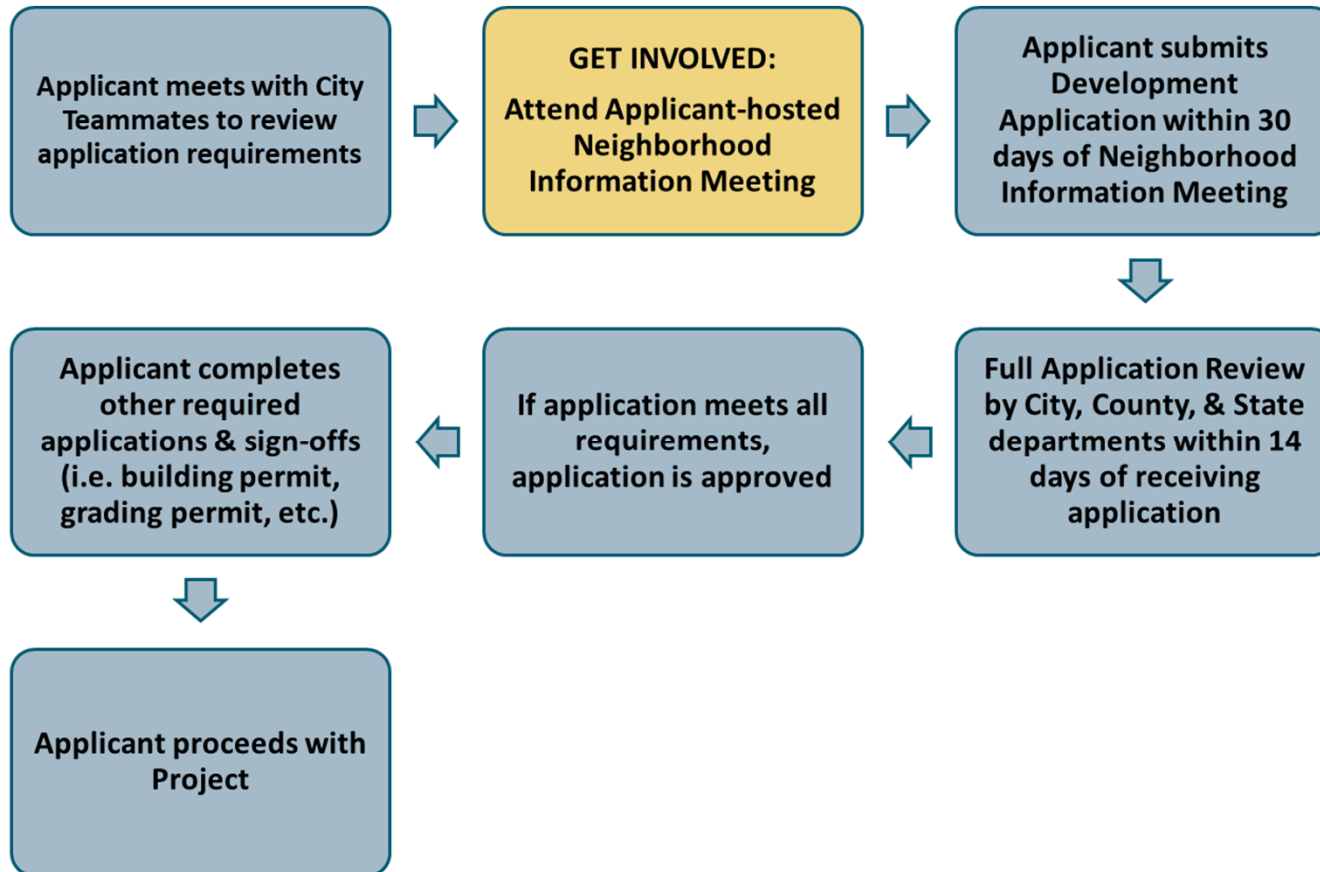 Applicant meets with City
Teammates to review
application requirements
GET INVOLVED:
Attend Applicant-hosted
Neighborhood
Information Meeting
Applicant submits
Development
Application within 30
days of Neighborhood
Information Meeting
Full Application Review
by City, County, & State
departments within 14
days of receiving
application
If application meets all
requirements,
application is approved
Applicant completes
other required
applications & sign-offs
(i.e. building permit,
grading permit, etc.)
Applicant proceeds with
Project